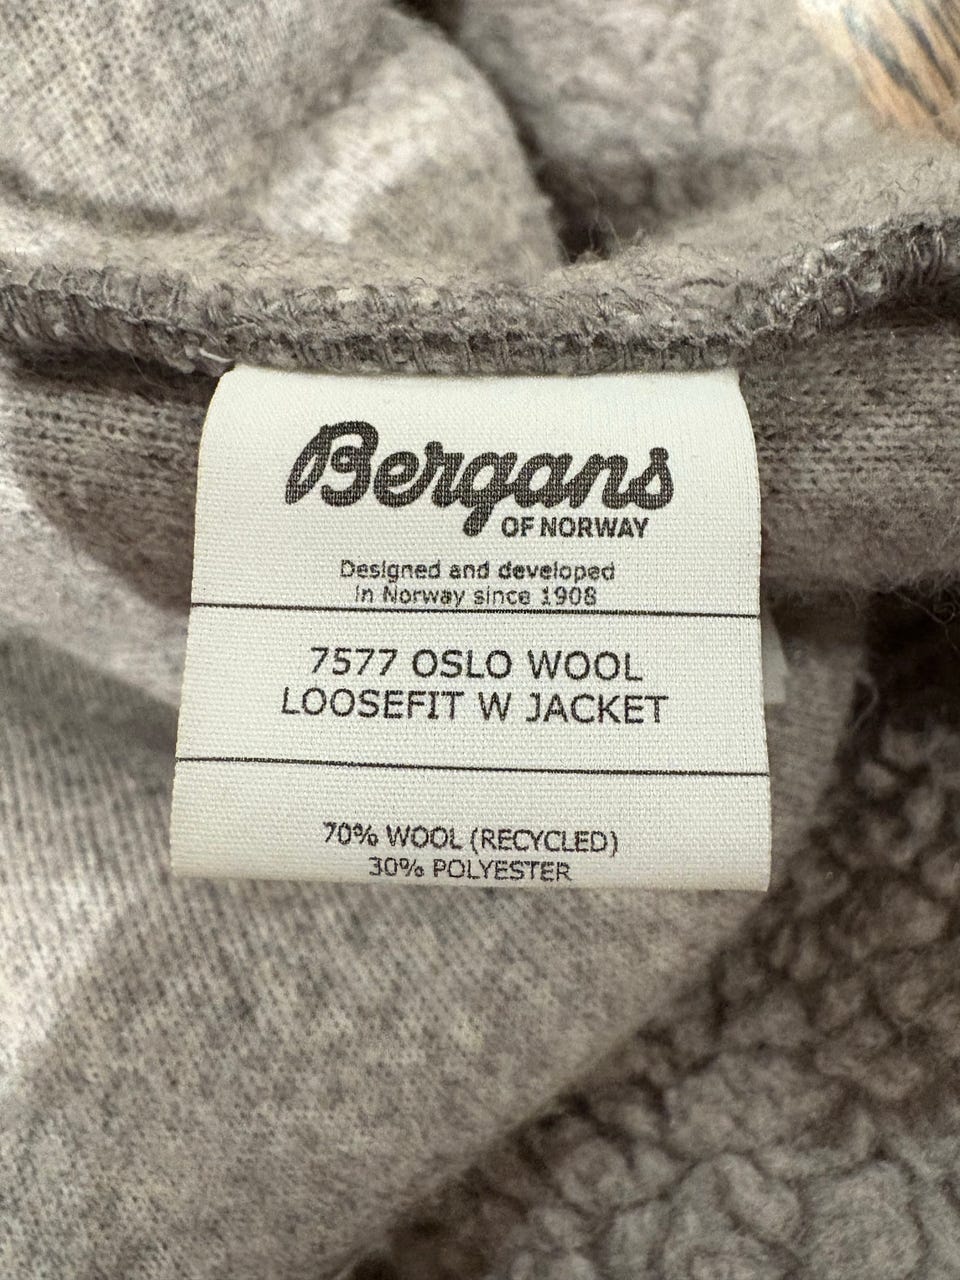 Bergans
OF NORWAY
Designed and developed
in Norway since 1908
7577 OSLO WOOL
LOOSEFIT W JACKET
70% WOOL (RECYCLED)
30% POLYESTER